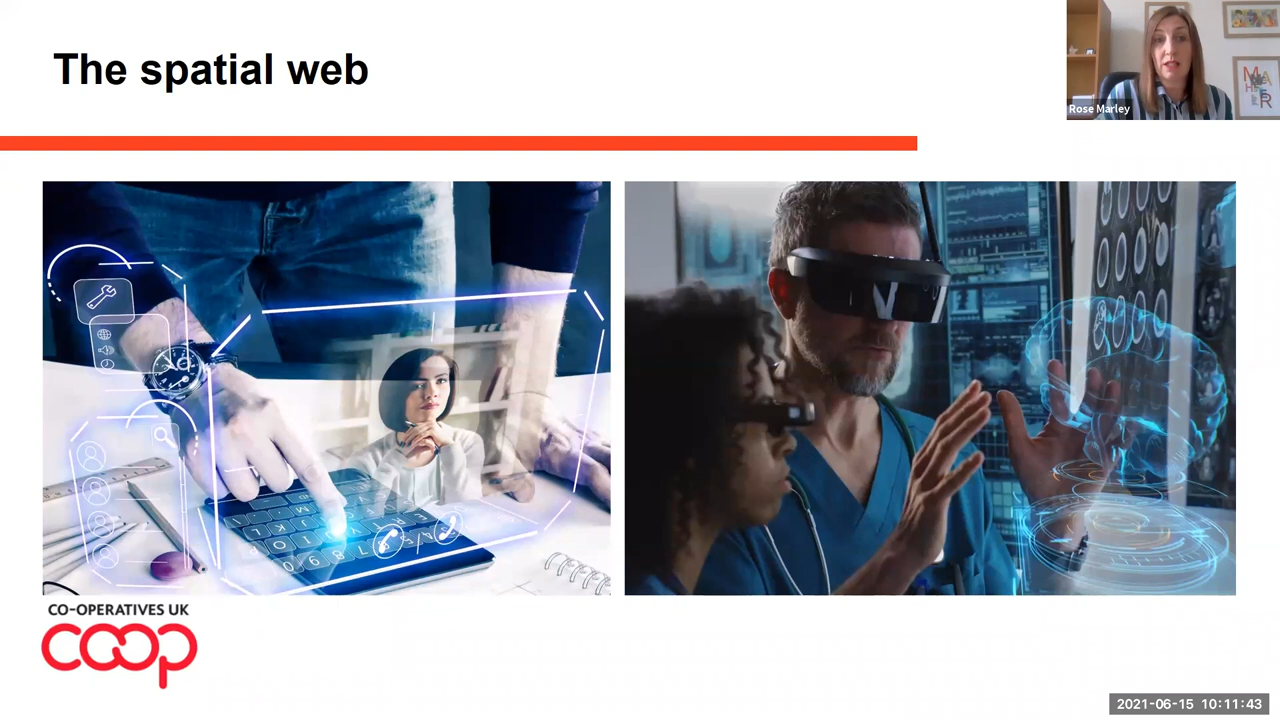 The spatial web
Rose Marley
CO-OPERATIVES UK
coop
2021-06-15 10:11:43